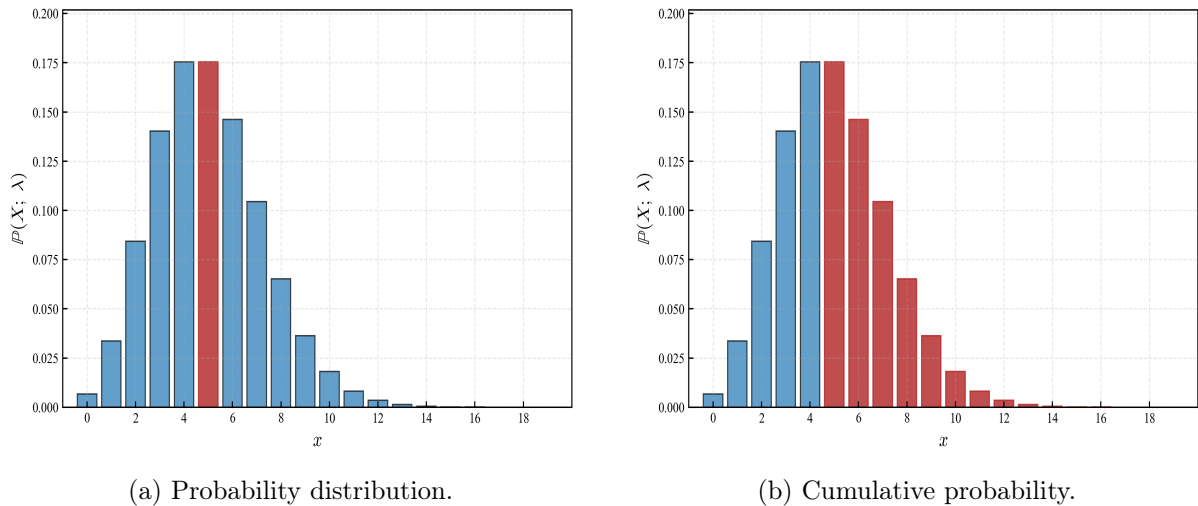 0.200
0.175
0.150
0.125
0.100
0.075
0.050
0.025
0.000
ℙ(X; λ)
0 2 4 6 8 10 12 14 16 18
x
(a) Probability distribution.
0.200
0.175
0.150
0.125
0.100
0.075
0.050
0.025
0.000
ℙ(X; λ)
0 2 4 6 8 10 12 14 16 18
x
(b) Cumulative probability.